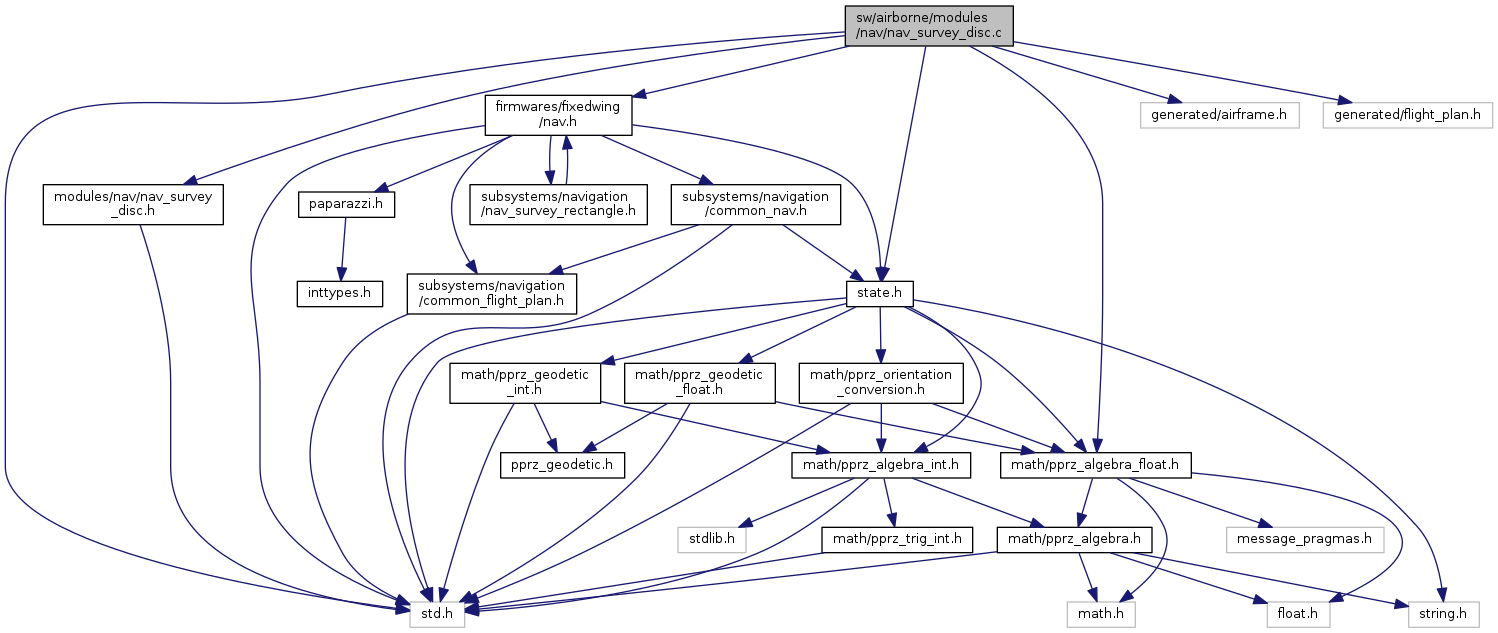 sw/airborne/modules
/nav/nav_survey_disc.c
firmwares/fixedwing
/nav.h
generated/airframe.h
generated/flight_plan.h
modules/nav/nav_survey
_disc.h
paparazzi.h
subsystems/navigation
/nav_survey_rectangle.h
subsystems/navigation
/common_nav.h
inttypes.h
subsystems/navigation
/common_flight_plan.h
state.h
math/pprz_geodetic
_int.h
math/pprz_geodetic
_float.h
math/pprz_orientation
_conversion.h
pprz_geodetic.h
math/pprz_algebra_int.h
math/pprz_algebra_float.h
stdlib.h
math/pprz_trig_int.h
math/pprz_algebra.h
message_pragmas.h
std.h
math.h
float.h
string.h